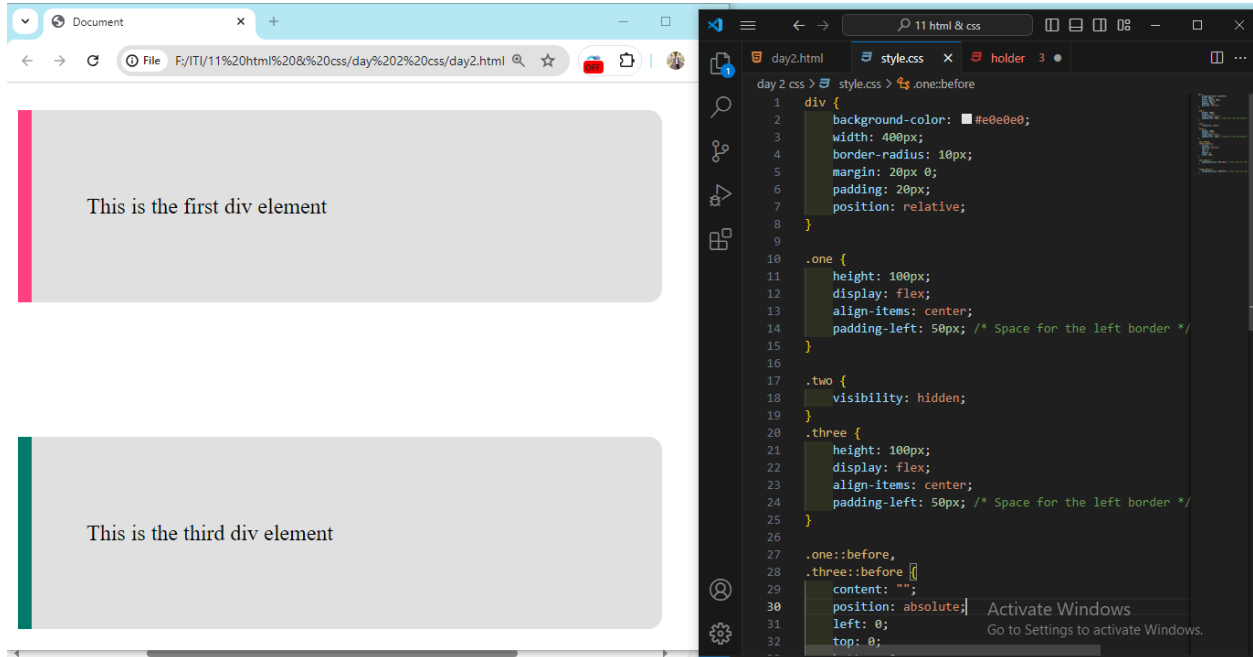 Document
File
F:/ITI/11%20html%20&%20css/day%202%20css/day2.html
OFF
This is the first div element
This is the third div element
11 html & css
1
day2.html
style.css
holder 3
day 2 css > style.css > .one::before
1 div {
2 background-color: #e0e0e0;
3 width: 400px;
4 border-radius: 10px;
5 margin: 20px 0;
6 padding: 20px;
7 position: relative;
8 }
9
10 .one {
11 height: 100px;
12 display: flex;
13 align-items: center;
14 padding-left: 50px; /* Space for the left border */
15 }
16
17 .two {
18 visibility: hidden;
19 }
20 .three {
21 height: 100px;
22 display: flex;
23 align-items: center;
24 padding-left: 50px; /* Space for the left border */
25 }
26
27 .one::before,
28 .three::before {
29 content: "";
30 position: absolute;
31 left: 0;
32 top: 0;
Activate Windows
Go to Settings to activate Windows.